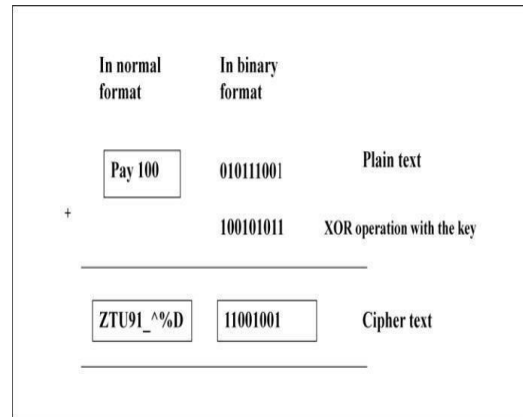 In normal format
In binary format
Pay 100
010111001
Plain text
+
100101011
XOR operation with the key
ZTU91_^%D
11001001
Cipher text